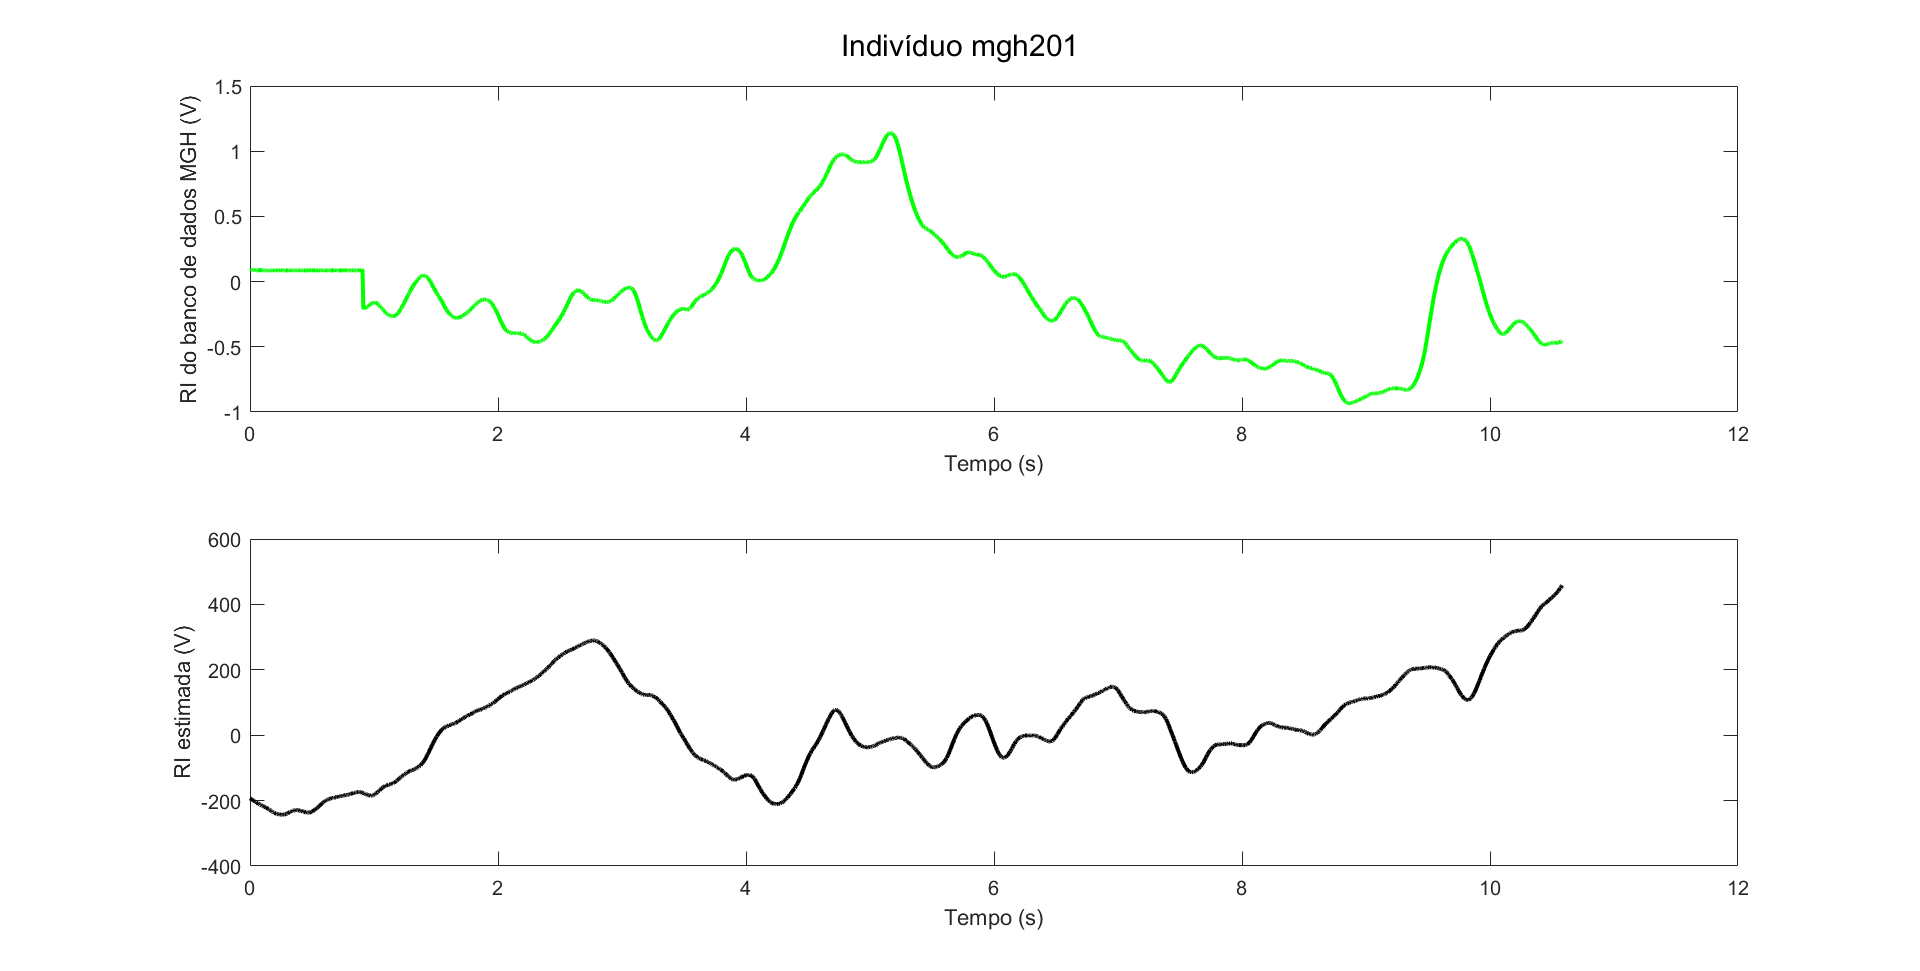 Indivíduo mgh201
RI do banco de dados MGH (V)
1.5
1
0.5
0
-0.5
-1
0 2 4 6 8 10 12
Tempo (s)
RI estimada (V)
600
400
200
0
-200
-400
0 2 4 6 8 10 12
Tempo (s)